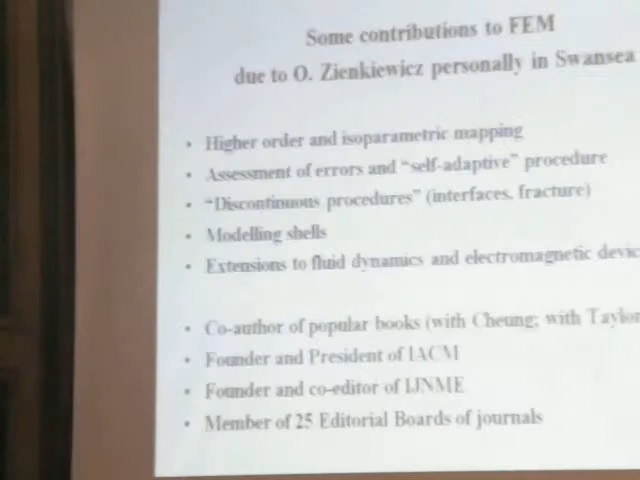 Some contributions to FEM
due to O. Zienkiewicz personally in Swansea
• Higher order and isoparametric mapping
• Assessment of errors and “self-adaptive” procedure
• “Discontinuous procedures” (interfaces, fracture)
• Modelling shells
• Extensions to fluid dynamics and electromagnetic devic
• Co-author of popular books (with Cheung; with Taylor
• Founder and President of IACM
• Founder and co-editor of IJNME
• Member of 25 Editorial Boards of journals